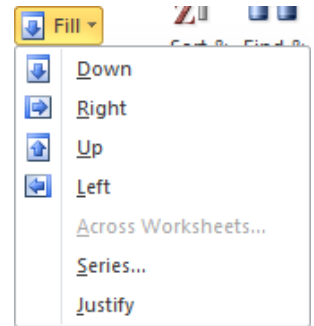 Fill
Down
Right
Up
Left
Across Worksheets...
Series...
Justify